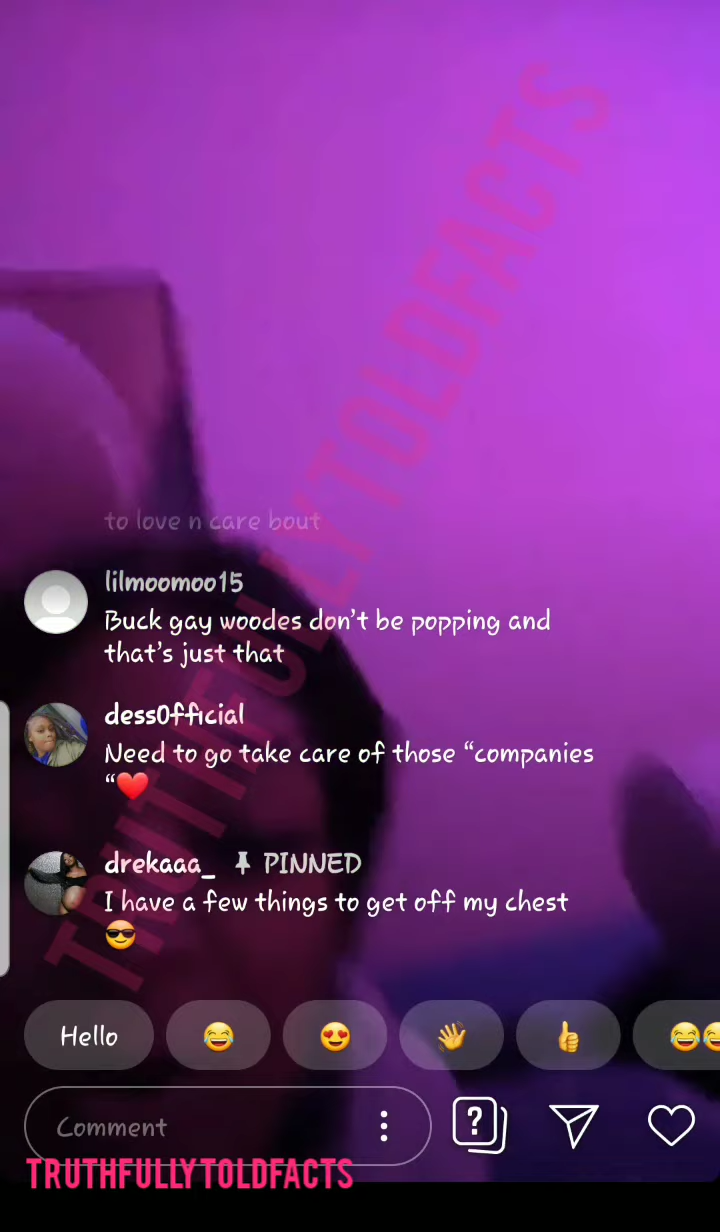 TRUTHFULLYTOLDFACTS
to love n care bout
lilmoomoo15
Buck gay woodes don't be popping and
that's just that
dess0fficial
Need to go take care of those “companies
“❤️
drekaaa_ PINNED
I have a few things to get off my chest
😎
Hello 😂 😍 👋 👍 😂😂
Comment
TRUTHFULLYTOLDFACTS